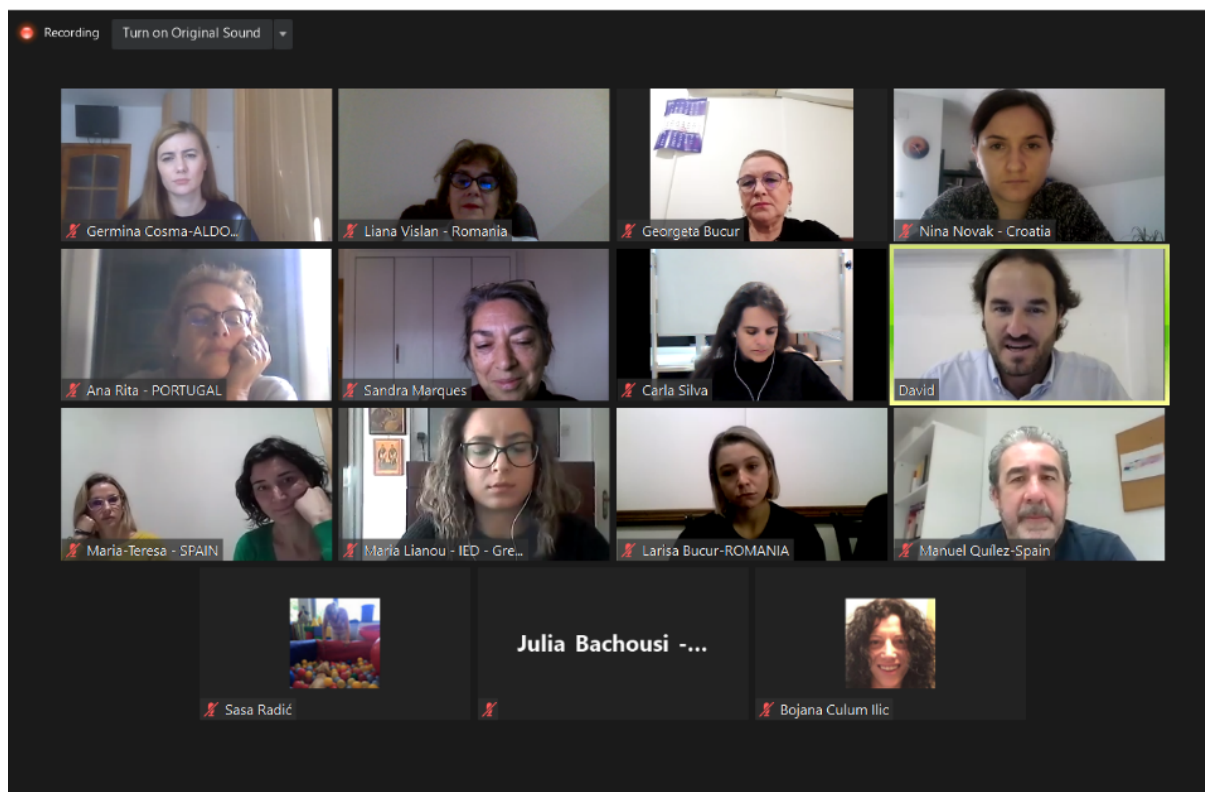 Recording
Turn on Original Sound
Germina Cosma-ALDO...
Liana Vislan - Romania
Georgeta Bucur
Nina Novak - Croatia
Ana Rita - PORTUGAL
Sandra Marques
Carla Silva
David
Maria-Teresa - SPAIN
Maria Lianou - IED - Gre...
Larisa Bucur-ROMANIA
Manuel Quílez-Spain
Julia Bachousi -...
Sasa Radić
Bojana Culum Ilic